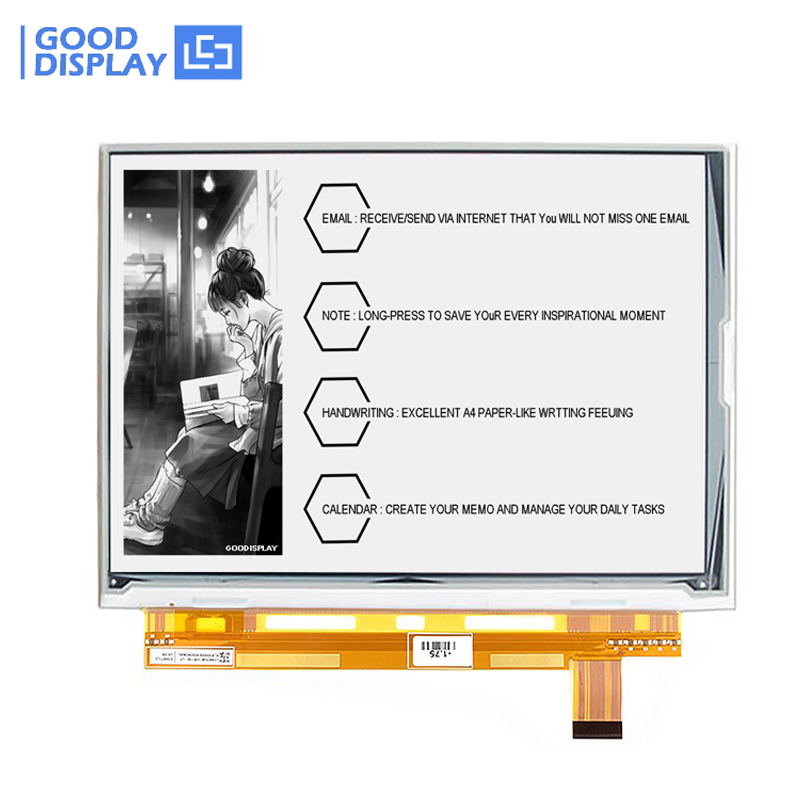 GOOD
DISPLAY
EMAIL : RECEIVE/SEND VIA INTERNET THAT You WILL NOT MISS ONE EMAIL
NOTE : LONG-PRESS TO SAVE YOuR EVERY INSPIRATIONAL MOMENT
HANDWRITING : EXCELLENT A4 PAPER-LIKE WRTTING FEEUING
CALENDAR : CREATE YOUR MEMO AND MANAGE YOUR DAILY TASKS
GOODISPLAY
-1.75